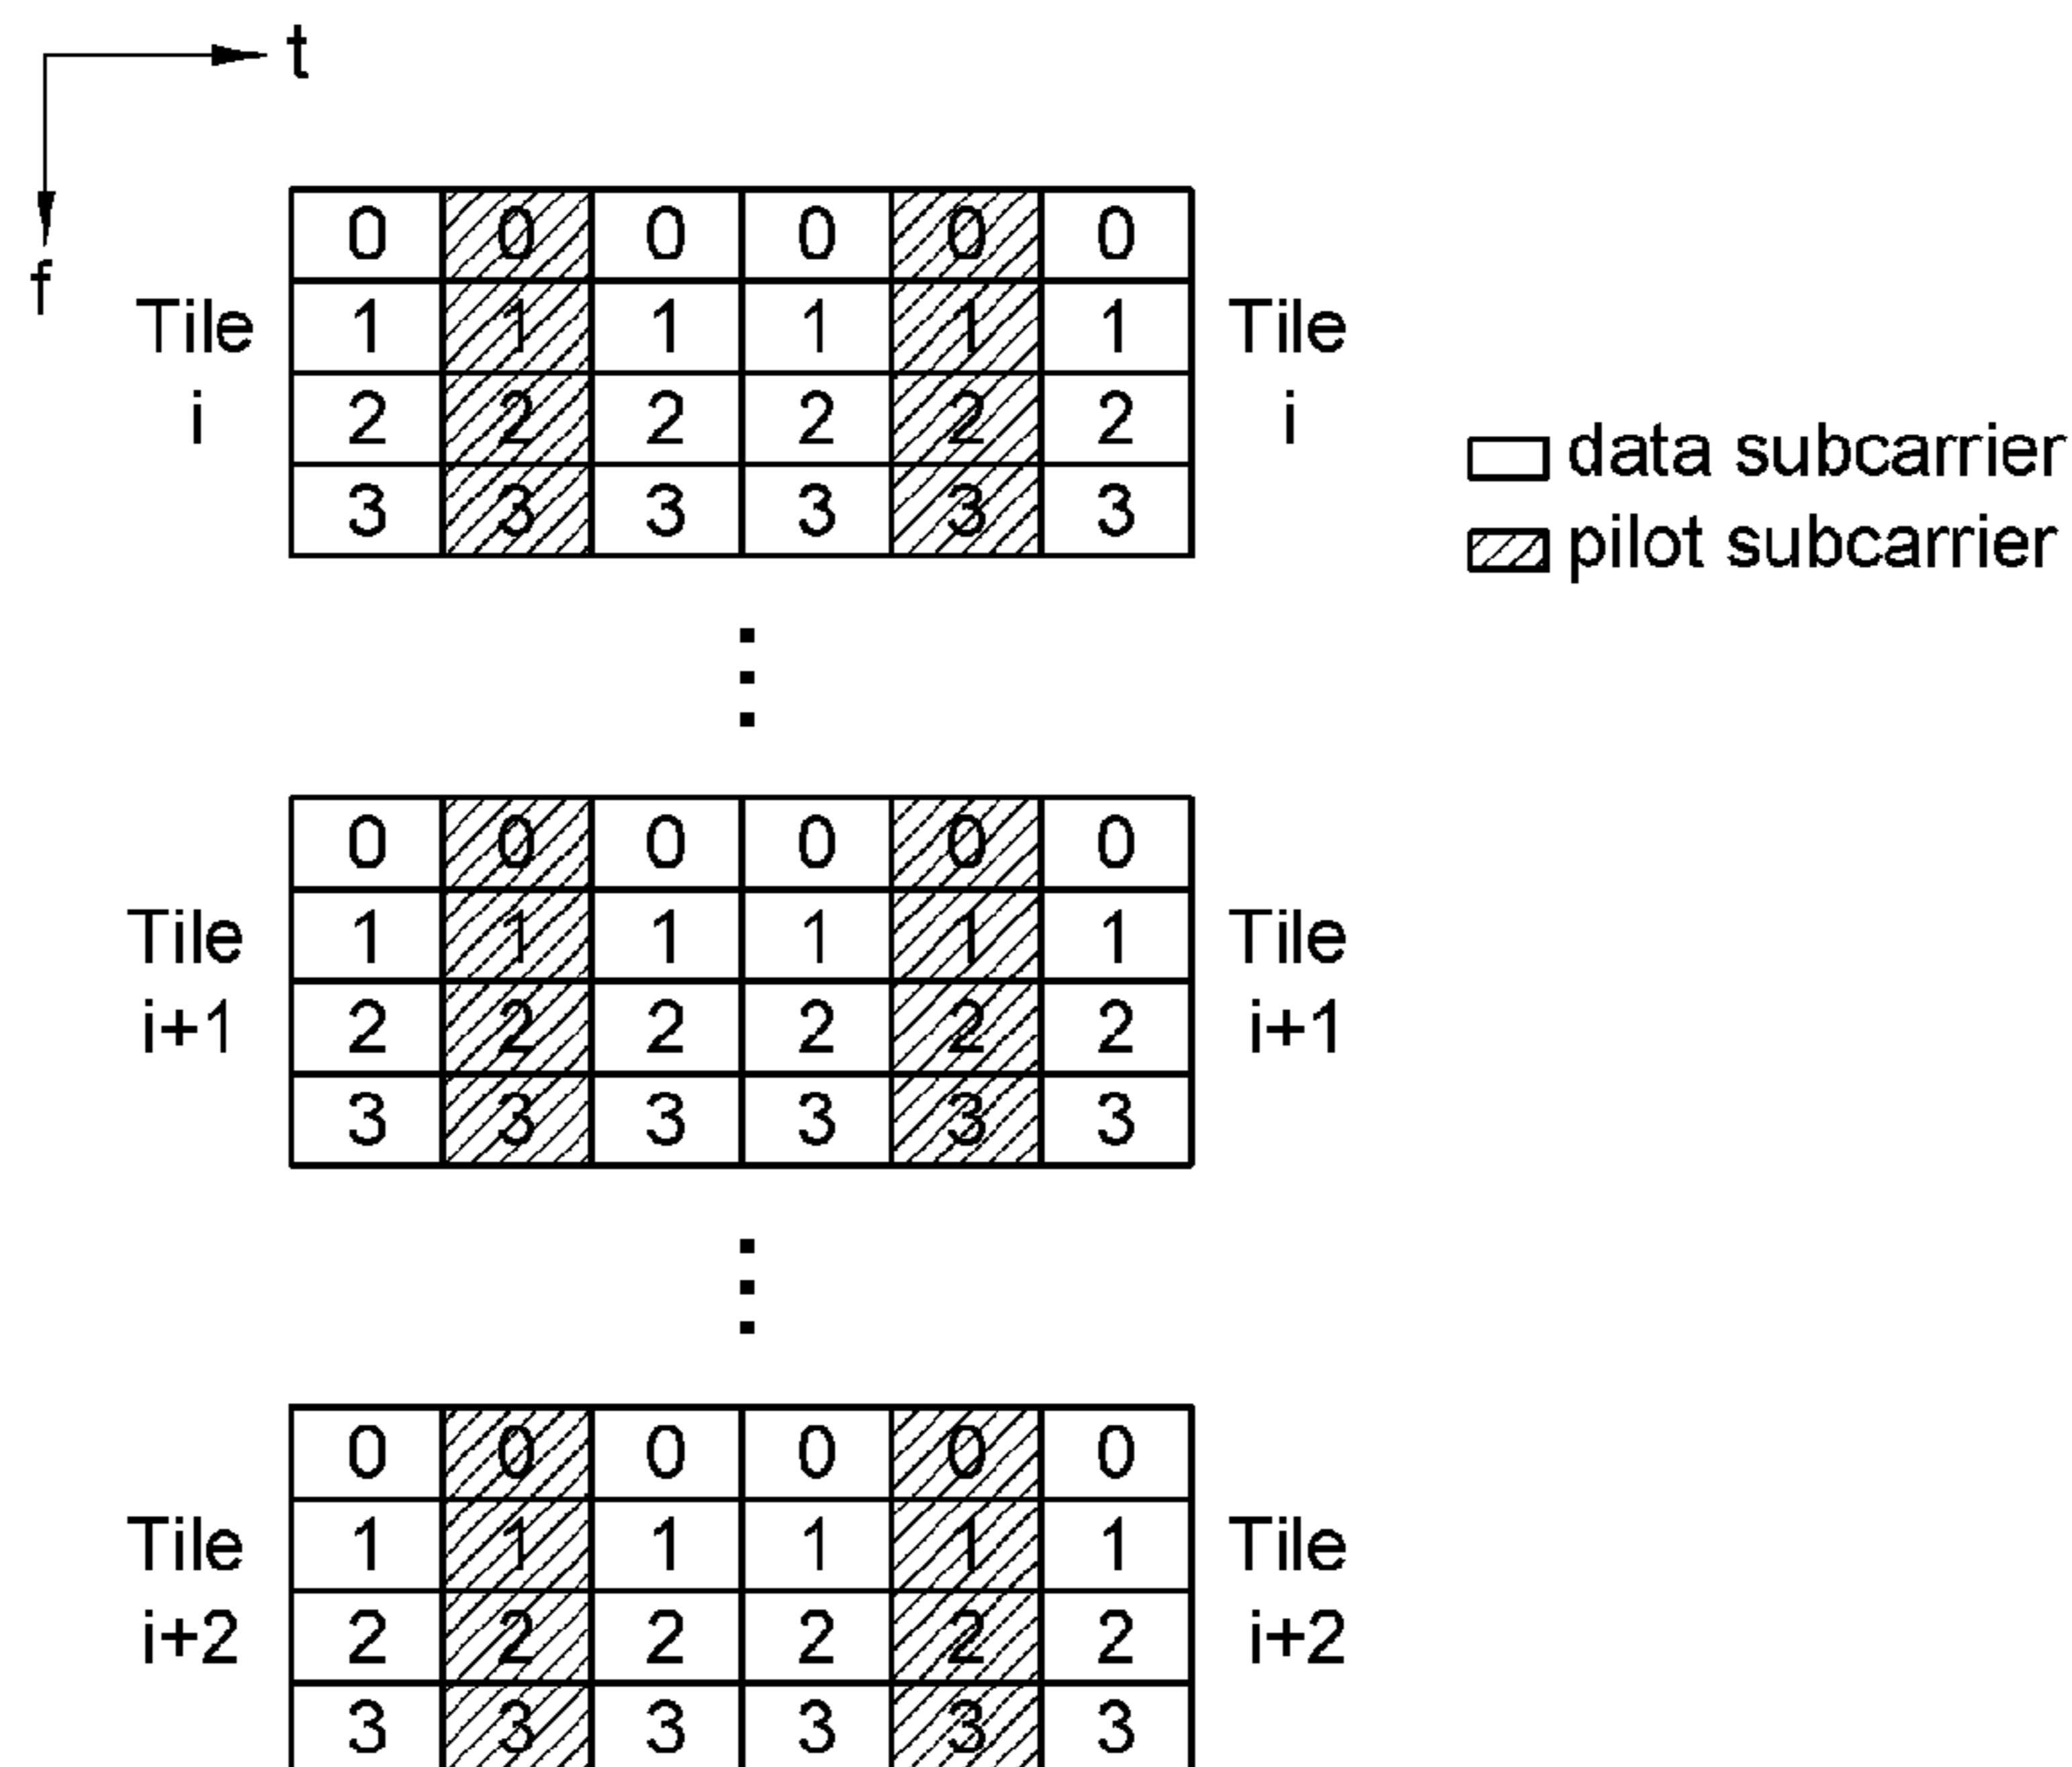 t
f
0 0 0 0 0 0
Tile 1 1 1 1 1 1 Tile
i 2 2 2 2 2 2 i
3 3 3 3 3 3
data subcarrier
pilot subcarrier
0 0 0 0 0 0
Tile 1 1 1 1 1 1 Tile
i+1 2 2 2 2 2 2 i+1
3 3 3 3 3 3
0 0 0 0 0 0
Tile 1 1 1 1 1 1 Tile
i+2 2 2 2 2 2 2 i+2
3 3 3 3 3 3